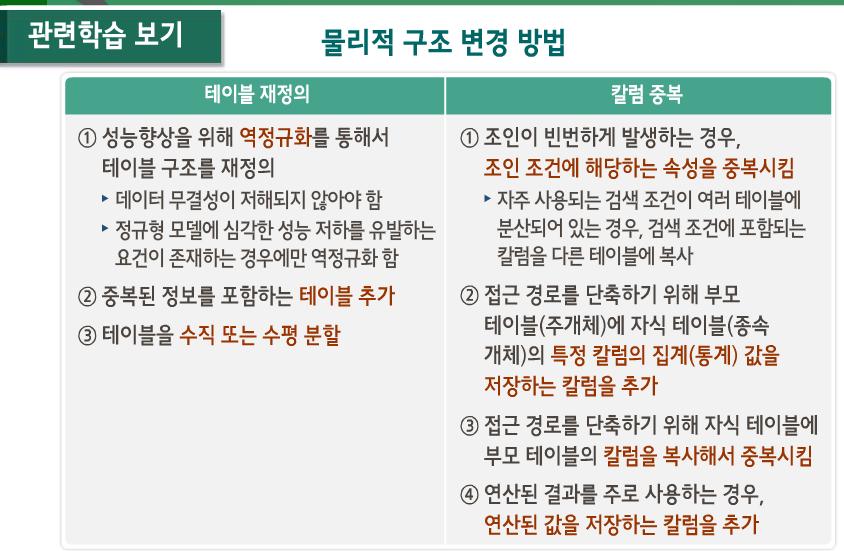 관련학습 보기
물리적 구조 변경 방법
테이블 재정의
① 성능향상을 위해 역정규화를 통해서
테이블 구조를 재정의
▸ 데이터 무결성이 저해되지 않아야 함
▸ 정규형 모델에 심각한 성능 저하를 유발하는
요건이 존재하는 경우에만 역정규화 함
② 중복된 정보를 포함하는 테이블 추가
③ 테이블을 수직 또는 수평 분할
칼럼 중복
① 조인이 빈번하게 발생하는 경우,
조인 조건에 해당하는 속성을 중복시킴
▸ 자주 사용되는 검색 조건이 여러 테이블에
분산되어 있는 경우, 검색 조건에 포함되는
칼럼을 다른 테이블에 복사
② 접근 경로를 단축하기 위해 부모
테이블(주개체)에 자식 테이블(종속
개체)의 특정 칼럼의 집계(통계) 값을
저장하는 칼럼을 추가
③ 접근 경로를 단축하기 위해 자식 테이블에
부모 테이블의 칼럼을 복사해서 중복시킴
④ 연산된 결과를 주로 사용하는 경우,
연산된 값을 저장하는 칼럼을 추가